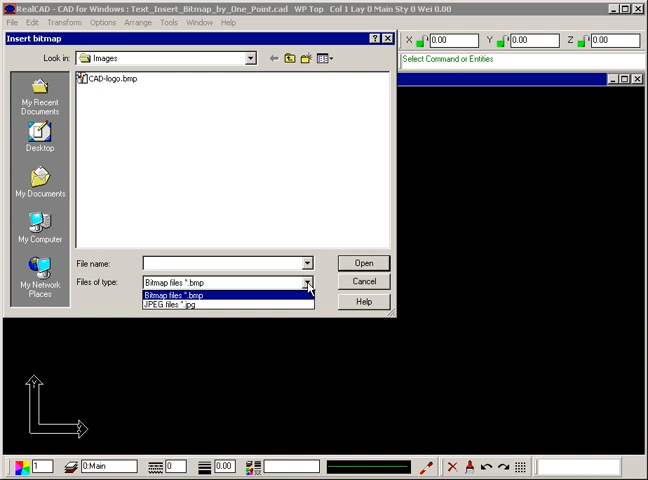 RealCAD - CAD for Windows : Text_Insert_Bitmap_by_One_Point.cad WP Top Col 1 Lay 0 Main Sty 0 Wei 0.00
File Edit Transform Options Arrange Tools Window Help
Insert bitmap
Look in: Images
X 0.00 Y 0.00 Z 0.00
Select Command or Entities
CAD-logo.bmp
My Recent
Documents
Desktop
My Documents
My Computer
My Network
Places
File name:
Open
Files of type: Bitmap files *.bmp
Cancel
Bitmap files *.bmp
JPEG files *.jpg
Help
Y
X
1 0:Main 0 0.00